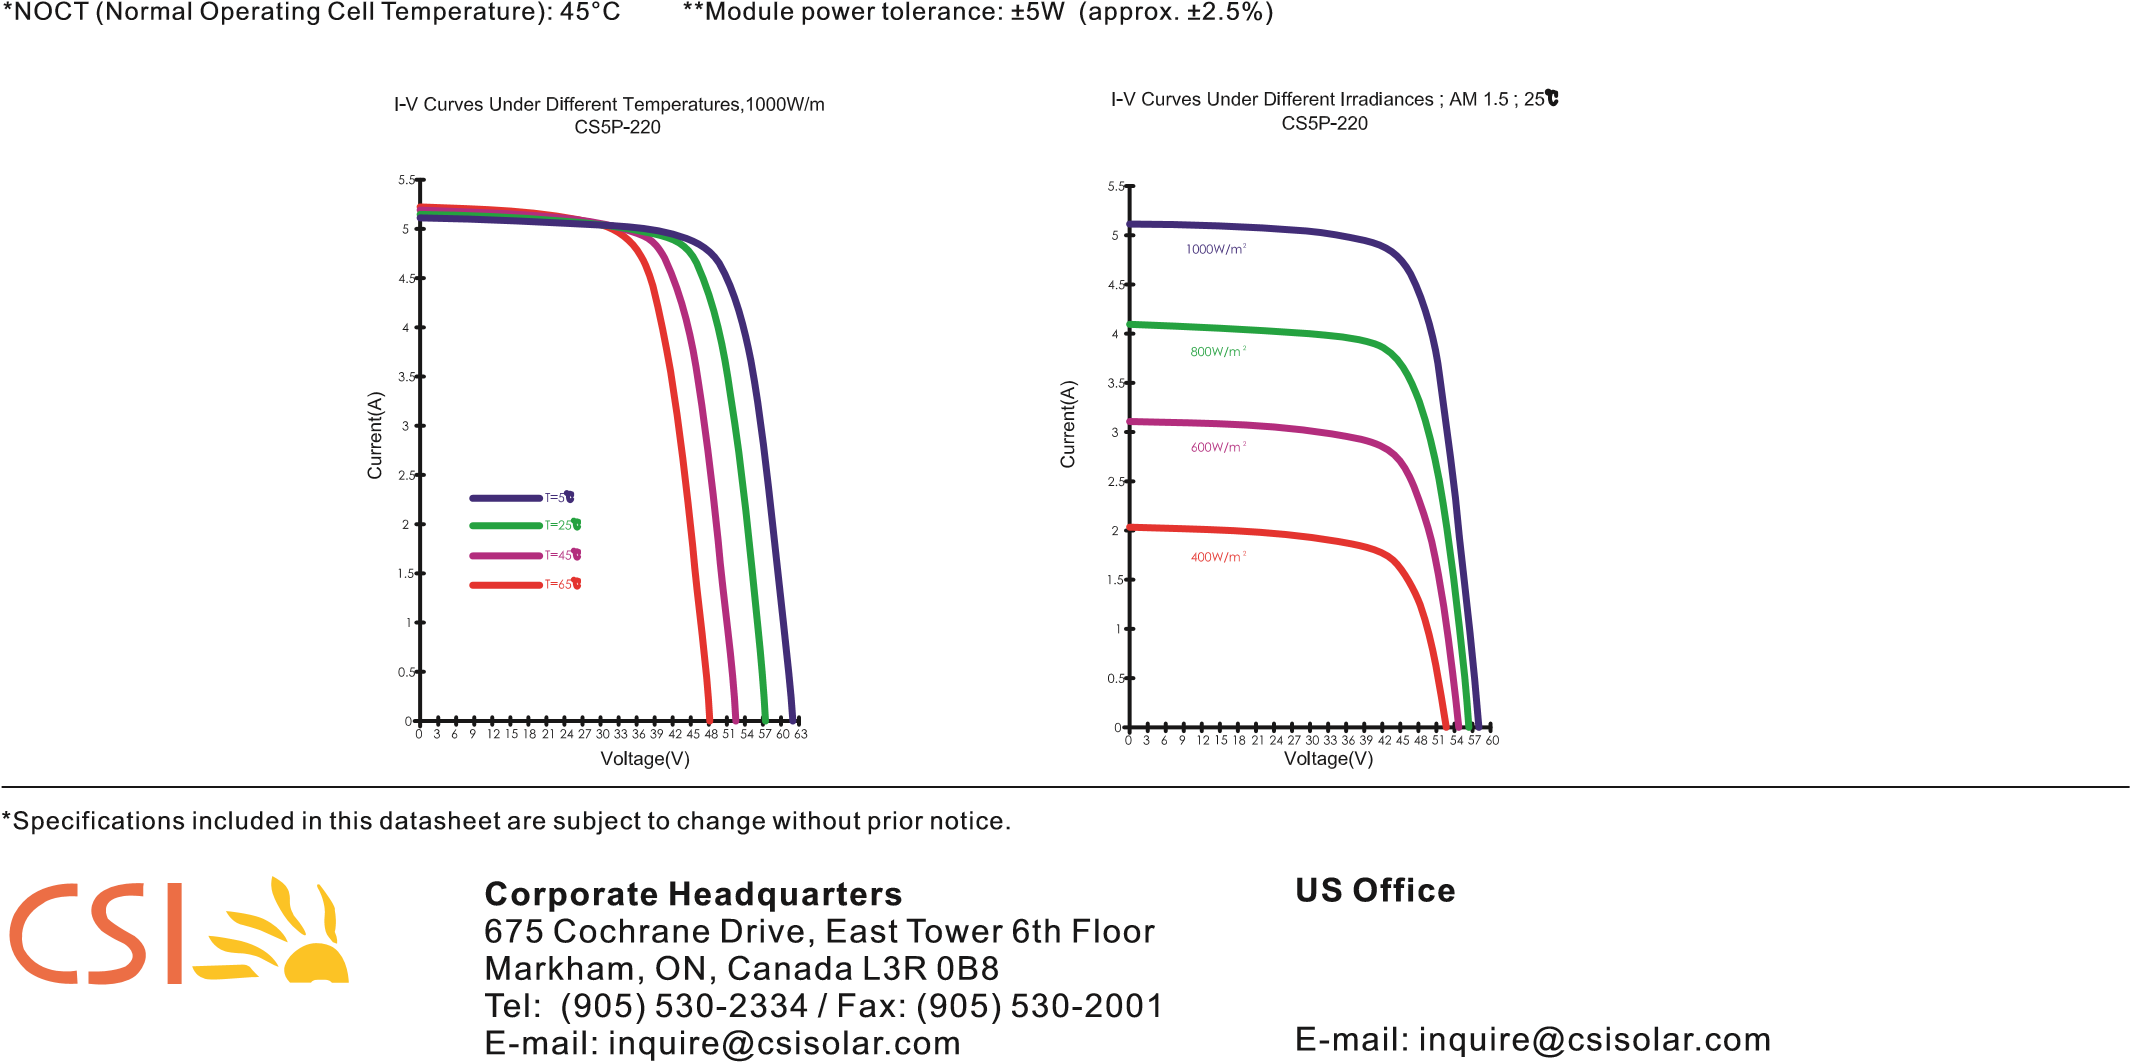 *NOCT (Normal Operating Cell Temperature): 45°C **Module power tolerance: ±5W (approx. ±2.5%)
I-V Curves Under Different Temperatures,1000W/m
CS5P-220
5.5
5
4.5
4
3.5
3
2.5
2
1.5
1
0.5
0
Current(A)
T=5℃
T=25℃
T=45℃
T=65℃
0 3 6 9 12 15 18 21 24 27 30 33 36 39 42 45 48 51 54 57 60 63
Voltage(V)
I-V Curves Under Different Irradiances ; AM 1.5 ; 25℃
CS5P-220
5.5
5
4.5
4
3.5
3
2.5
2
1.5
1
0.5
0
Current(A)
1000W/m²
800W/m²
600W/m²
400W/m²
0 3 6 9 12 15 18 21 24 27 30 33 36 39 42 45 48 51 54 57 60
Voltage(V)
*Specifications included in this datasheet are subject to change without prior notice.
CSI
Corporate Headquarters
675 Cochrane Drive, East Tower 6th Floor
Markham, ON, Canada L3R 0B8
Tel: (905) 530-2334 / Fax: (905) 530-2001
E-mail: inquire@csisolar.com
US Office
E-mail: inquire@csisolar.com